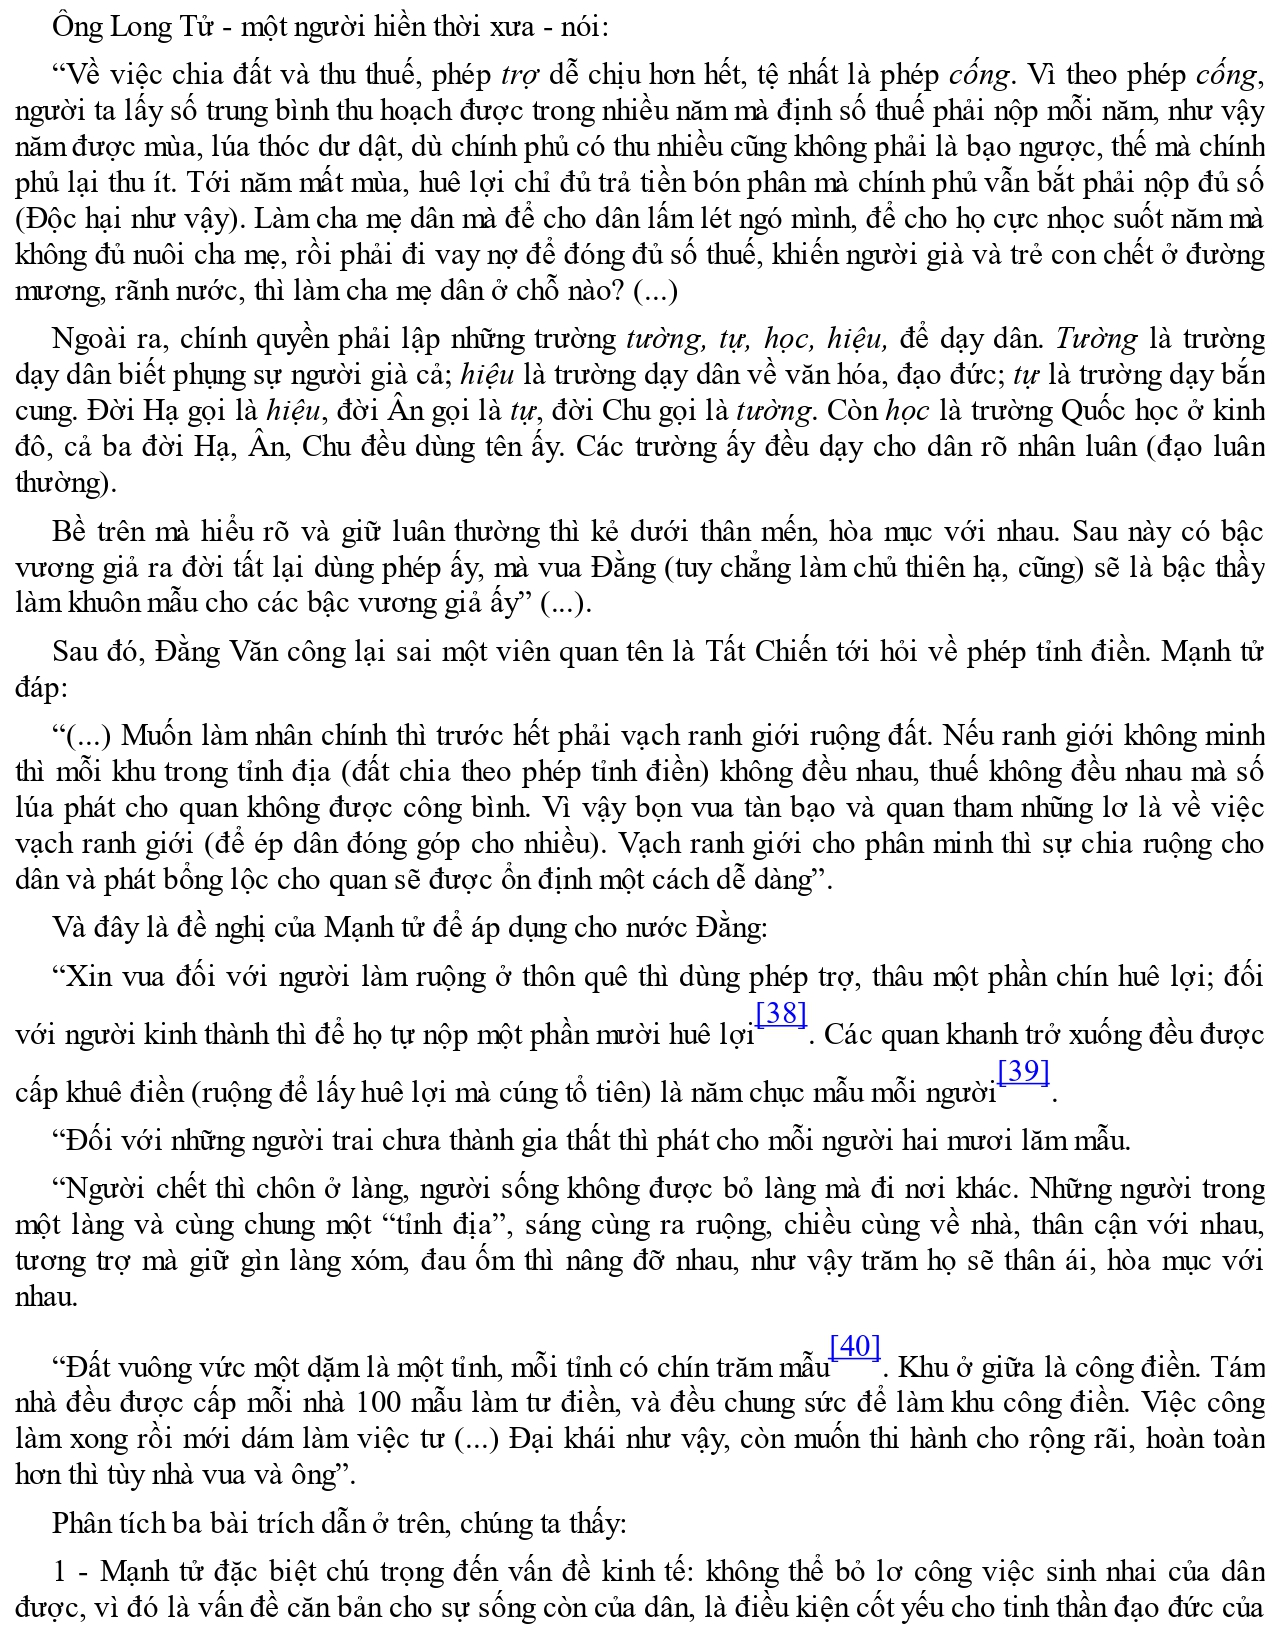 Ông Long Tử - một người hiền thời xưa - nói:
“Về việc chia đất và thu thuế, phép trợ dễ chịu hơn hết, tệ nhất là phép cống. Vì theo phép cống,
người ta lấy số trung bình thu hoạch được trong nhiều năm mà định số thuế phải nộp mỗi năm, như vậy
năm được mùa, lúa thóc dư dật, dù chính phủ có thu nhiều cũng không phải là bạo ngược, thế mà chính
phủ lại thu ít. Tới năm mất mùa, huê lợi chỉ đủ trả tiền bón phân mà chính phủ vẫn bắt phải nộp đủ số
(Độc hại như vậy). Làm cha mẹ dân mà để cho dân lấm lét ngó mình, để cho họ cực nhọc suốt năm mà
không đủ nuôi cha mẹ, rồi phải đi vay nợ để đóng đủ số thuế, khiến người già và trẻ con chết ở đường
mương, rãnh nước, thì làm cha mẹ dân ở chỗ nào? (...)
Ngoài ra, chính quyền phải lập những trường tường, tự, học, hiệu, để dạy dân. Tường là trường
dạy dân biết phụng sự người già cả; hiệu là trường dạy dân về văn hóa, đạo đức; tự là trường dạy bắn
cung. Đời Hạ gọi là hiệu, đời Ân gọi là tự, đời Chu gọi là tường. Còn học là trường Quốc học ở kinh
đô, cả ba đời Hạ, Ân, Chu đều dùng tên ấy. Các trường ấy đều dạy cho dân rõ nhân luân (đạo luân
thường).
Bề trên mà hiểu rõ và giữ luân thường thì kẻ dưới thân mến, hòa mục với nhau. Sau này có bậc
vương giả ra đời tất lại dùng phép ấy, mà vua Đằng (tuy chẳng làm chủ thiên hạ, cũng) sẽ là bậc thầy
làm khuôn mẫu cho các bậc vương giả ấy” (...).
Sau đó, Đằng Văn công lại sai một viên quan tên là Tất Chiến tới hỏi về phép tỉnh điền. Mạnh tử
đáp:
“(...) Muốn làm nhân chính thì trước hết phải vạch ranh giới ruộng đất. Nếu ranh giới không minh
thì mỗi khu trong tỉnh địa (đất chia theo phép tỉnh điền) không đều nhau, thuế không đều nhau mà số
lúa phát cho quan không được công bình. Vì vậy bọn vua tàn bạo và quan tham nhũng lơ là về việc
vạch ranh giới (để ép dân đóng góp cho nhiều). Vạch ranh giới cho phân minh thì sự chia ruộng cho
dân và phát bổng lộc cho quan sẽ được ổn định một cách dễ dàng”.
Và đây là đề nghị của Mạnh tử để áp dụng cho nước Đằng:
“Xin vua đối với người làm ruộng ở thôn quê thì dùng phép trợ, thâu một phần chín huê lợi; đối
với người kinh thành thì để họ tự nộp một phần mười huê lợi[38]. Các quan khanh trở xuống đều được
cấp khuê điền (ruộng để lấy huê lợi mà cúng tổ tiên) là năm chục mẫu mỗi người[39].
“Đối với những người trai chưa thành gia thất thì phát cho mỗi người hai mươi lăm mẫu.
“Người chết thì chôn ở làng, người sống không được bỏ làng mà đi nơi khác. Những người trong
một làng và cùng chung một “tỉnh địa”, sáng cùng ra ruộng, chiều cùng về nhà, thân cận với nhau,
tương trợ mà giữ gìn làng xóm, đau ốm thì nâng đỡ nhau, như vậy trăm họ sẽ thân ái, hòa mục với
nhau.
“Đất vuông vức một dặm là một tỉnh, mỗi tỉnh có chín trăm mẫu[40]. Khu ở giữa là công điền. Tám
nhà đều được cấp mỗi nhà 100 mẫu làm tư điền, và đều chung sức để làm khu công điền. Việc công
làm xong rồi mới dám làm việc tư (...) Đại khái như vậy, còn muốn thi hành cho rộng rãi, hoàn toàn
hơn thì tùy nhà vua và ông”.
Phân tích ba bài trích dẫn ở trên, chúng ta thấy:
1 - Mạnh tử đặc biệt chú trọng đến vấn đề kinh tế: không thể bỏ lơ công việc sinh nhai của dân
được, vì đó là vấn đề căn bản cho sự sống còn của dân, là điều kiện cốt yếu cho tinh thần đạo đức của